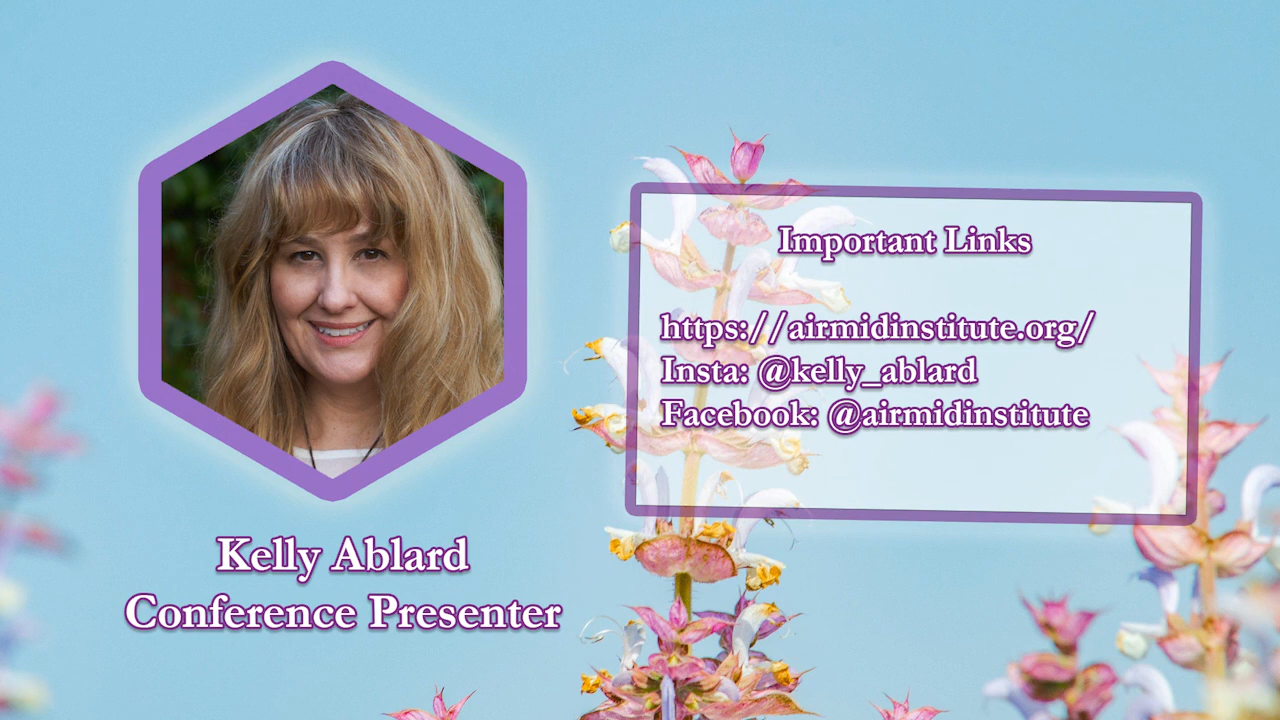 Important Links
https://airmidinstitute.org/
Insta: @kelly_ablard
Facebook: @airmidinstitute
Kelly Ablard
Conference Presenter